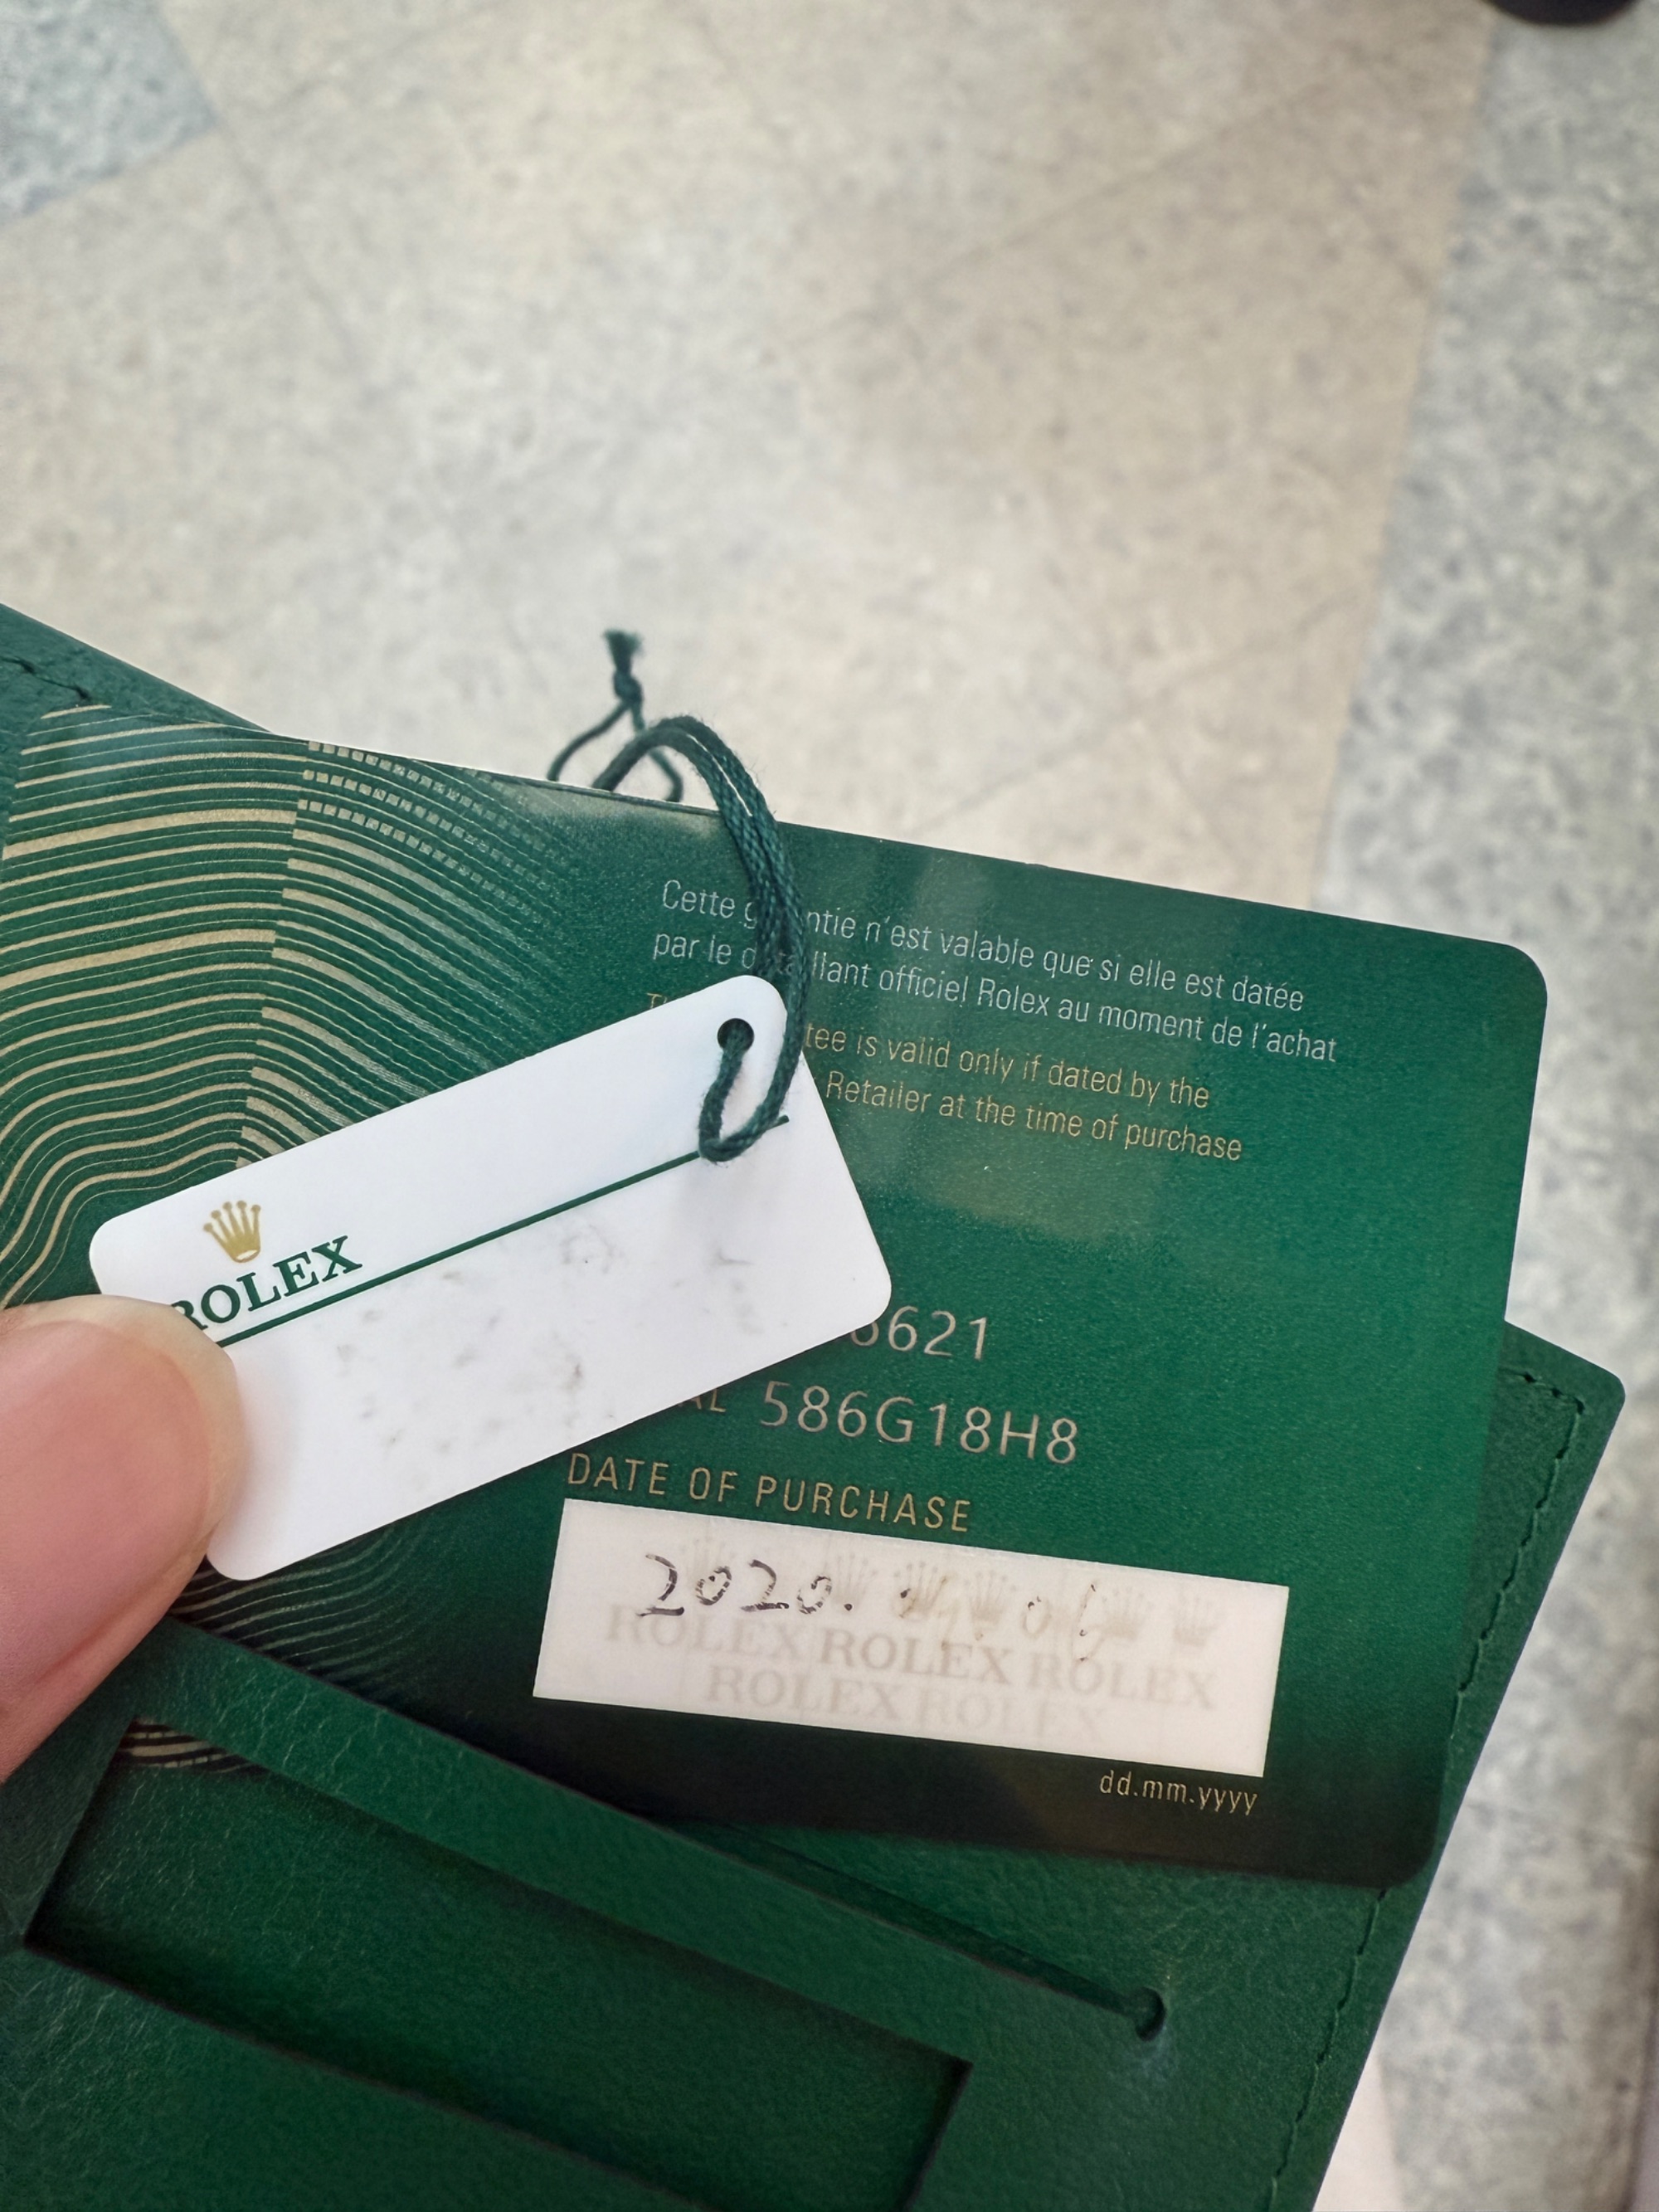 Cette ntie n'est valable que si elle est datée
par le détaillant officiel Rolex au moment de l'achat
tee is valid only if dated by the
Retailer at the time of purchase
ROLEX
6621
586G18H8
DATE OF PURCHASE
2020.
ROLEX ROLEX ROLEX
ROLEX ROLEX
dd.mm.yyyy